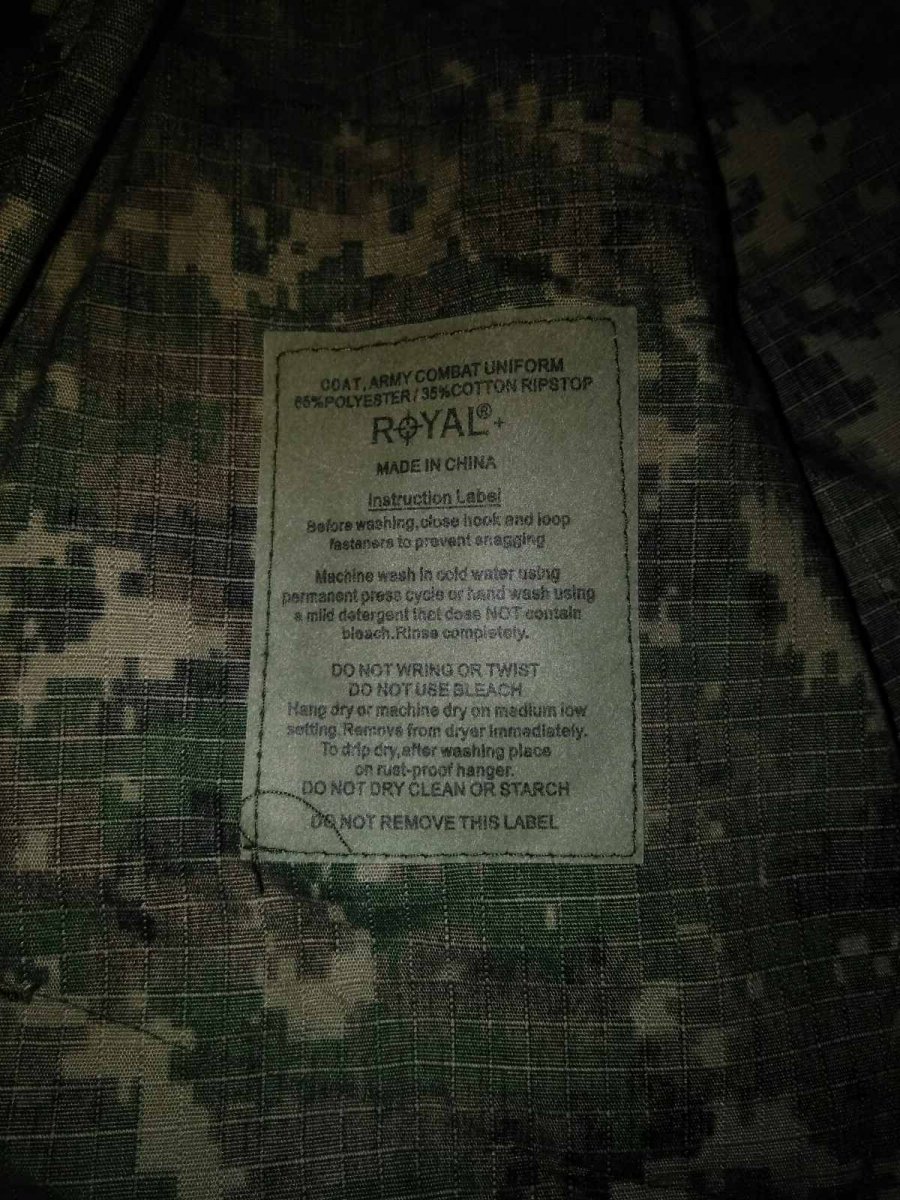 COAT, ARMY COMBAT UNIFORM
65%POLYESTER / 35%COTTON RIPSTOP
ROYAL®+
MADE IN CHINA
Instruction Label
Before washing,close hook and loop
fasteners to prevent snagging
Machine wash in cold water using
permanent press cycle or hand wash using
a mild detergent that dose NOT contain
bleach.Rinse completely.
DO NOT WRING OR TWIST
DO NOT USE BLEACH
Hang dry or machine dry on medium low
setting.Remove from dryer immediately.
To drip dry,after washing place
on rust-proof hanger.
DO NOT DRY CLEAN OR STARCH
DO NOT REMOVE THIS LABEL